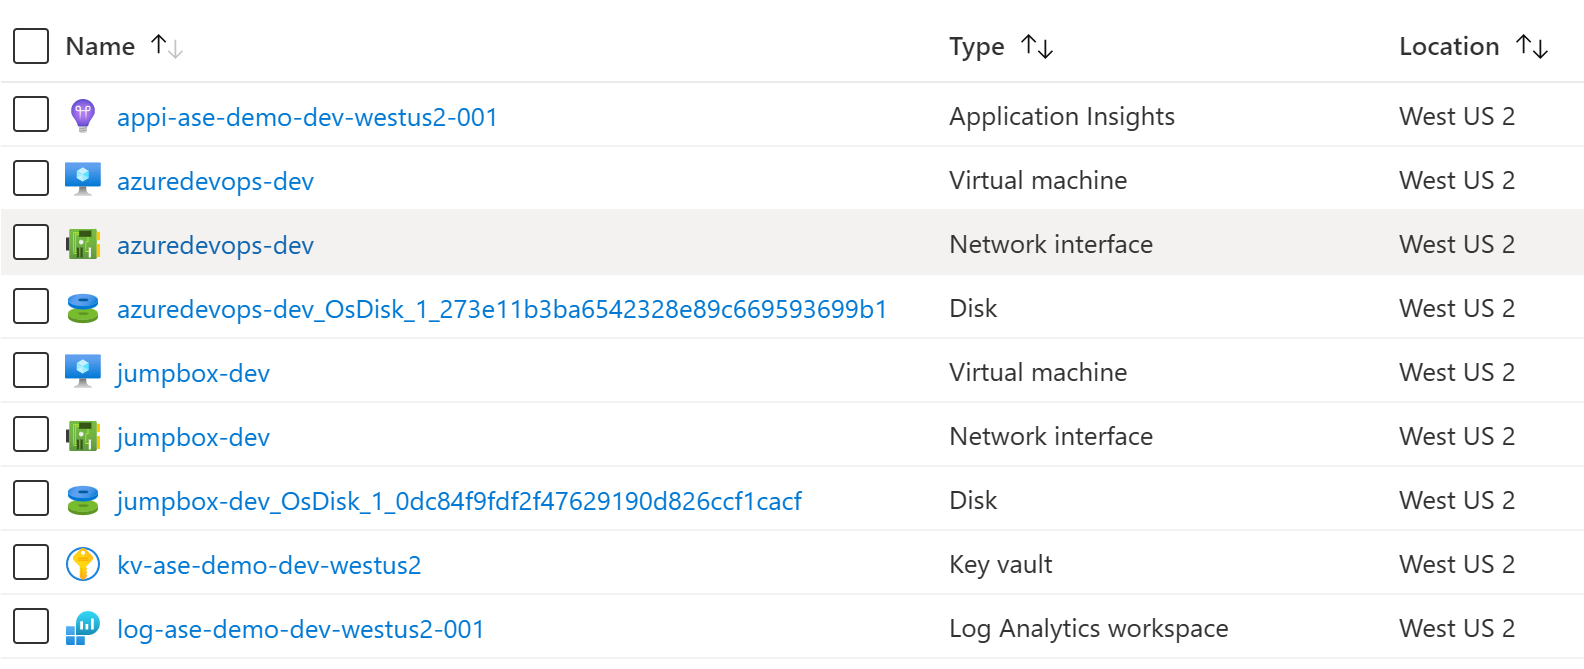 Name Type Location
appi-ase-demo-dev-westus2-001 Application Insights West US 2
azuredevops-dev Virtual machine West US 2
azuredevops-dev Network interface West US 2
azuredevops-dev_OsDisk_1_273e11b3ba6542328e89c669593699b1 Disk West US 2
jumpbox-dev Virtual machine West US 2
jumpbox-dev Network interface West US 2
jumpbox-dev_OsDisk_1_0dc84f9fdf2f47629190d826ccf1cacf Disk West US 2
kv-ase-demo-dev-westus2 Key vault West US 2
log-ase-demo-dev-westus2-001 Log Analytics workspace West US 2